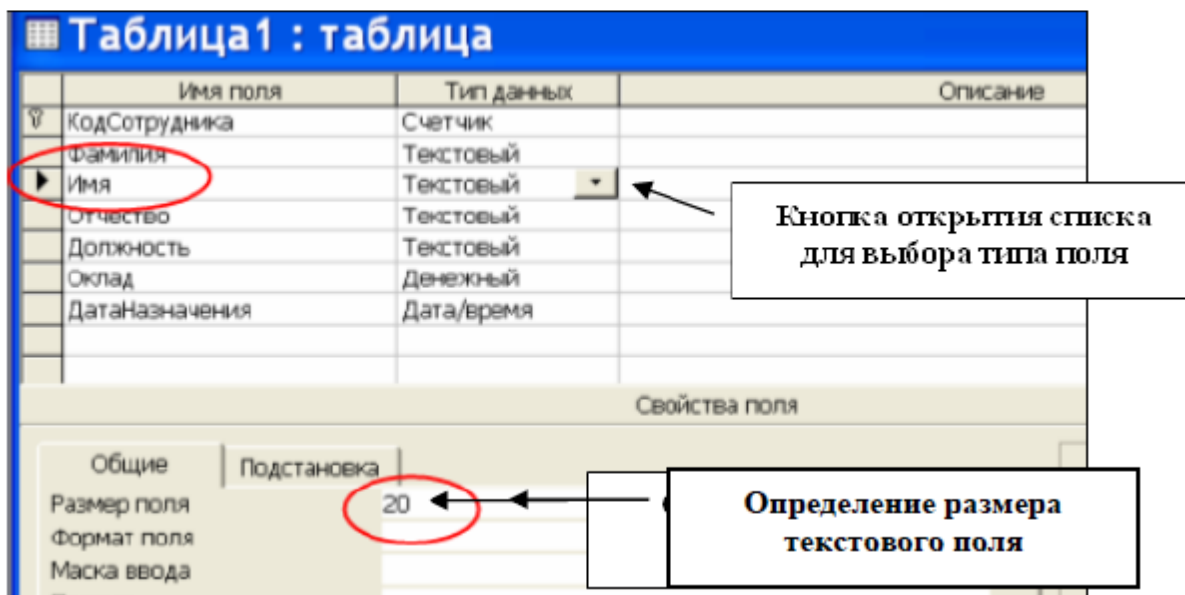 Таблица1 : таблица
Имя поля Тип данных Описание
КодСотрудника Счетчик
Фамилия Текстовый
Имя Текстовый
Отчество Текстовый
Должность Текстовый
Оклад Денежный
ДатаНазначения Дата/время
Кнопка открытия списка
для выбора типа поля
Свойства поля
Общие Подстановка
Размер поля 20
Формат поля
Маска ввода
Определение размера
текстового поля